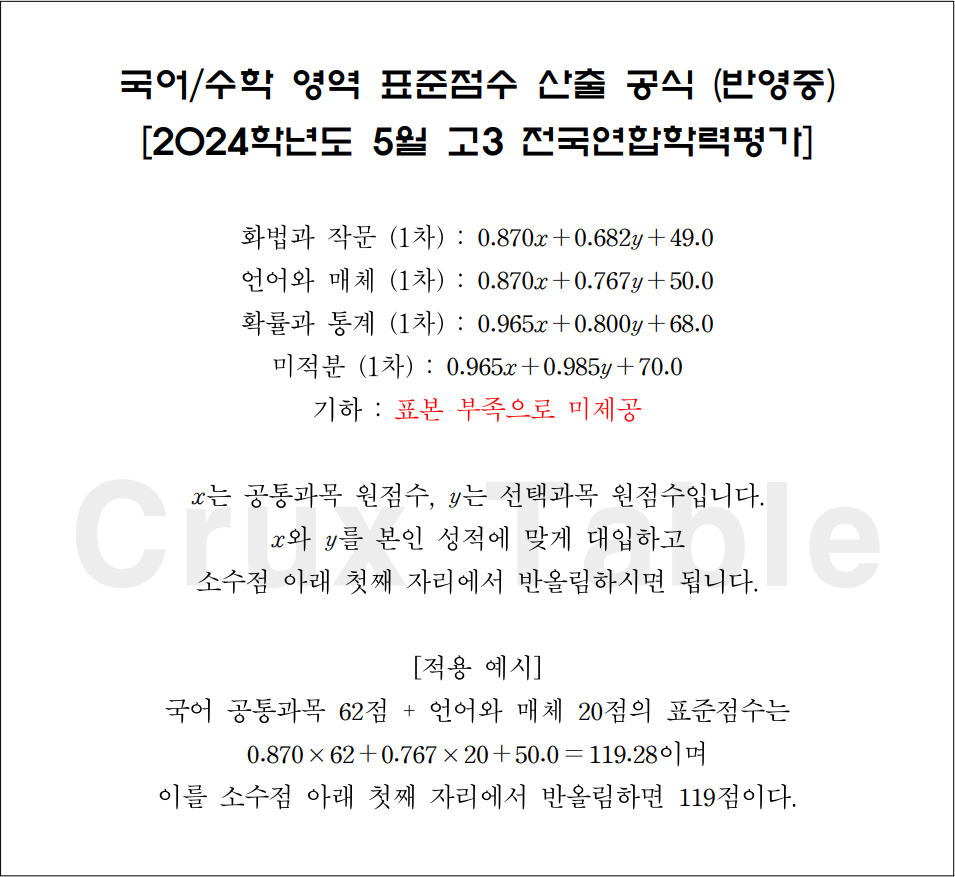 국어/수학 영역 표준점수 산출 공식 (반영중)
[2024학년도 5월 고3 전국연합학력평가]
화법과 작문 (1차) : 0.870x+0.682y+49.0
언어와 매체 (1차) : 0.870x+0.767y+50.0
확률과 통계 (1차) : 0.965x+0.800y+68.0
미적분 (1차) : 0.965x+0.985y+70.0
기하 : 표본 부족으로 미제공
Crux Table
x는 공통과목 원점수, y는 선택과목 원점수입니다.
x와 y를 본인 성적에 맞게 대입하고
소수점 아래 첫째 자리에서 반올림하시면 됩니다.
[적용 예시]
국어 공통과목 62점 + 언어와 매체 20점의 표준점수는
0.870×62+0.767×20+50.0=119.28이며
이를 소수점 아래 첫째 자리에서 반올림하면 119점이다.